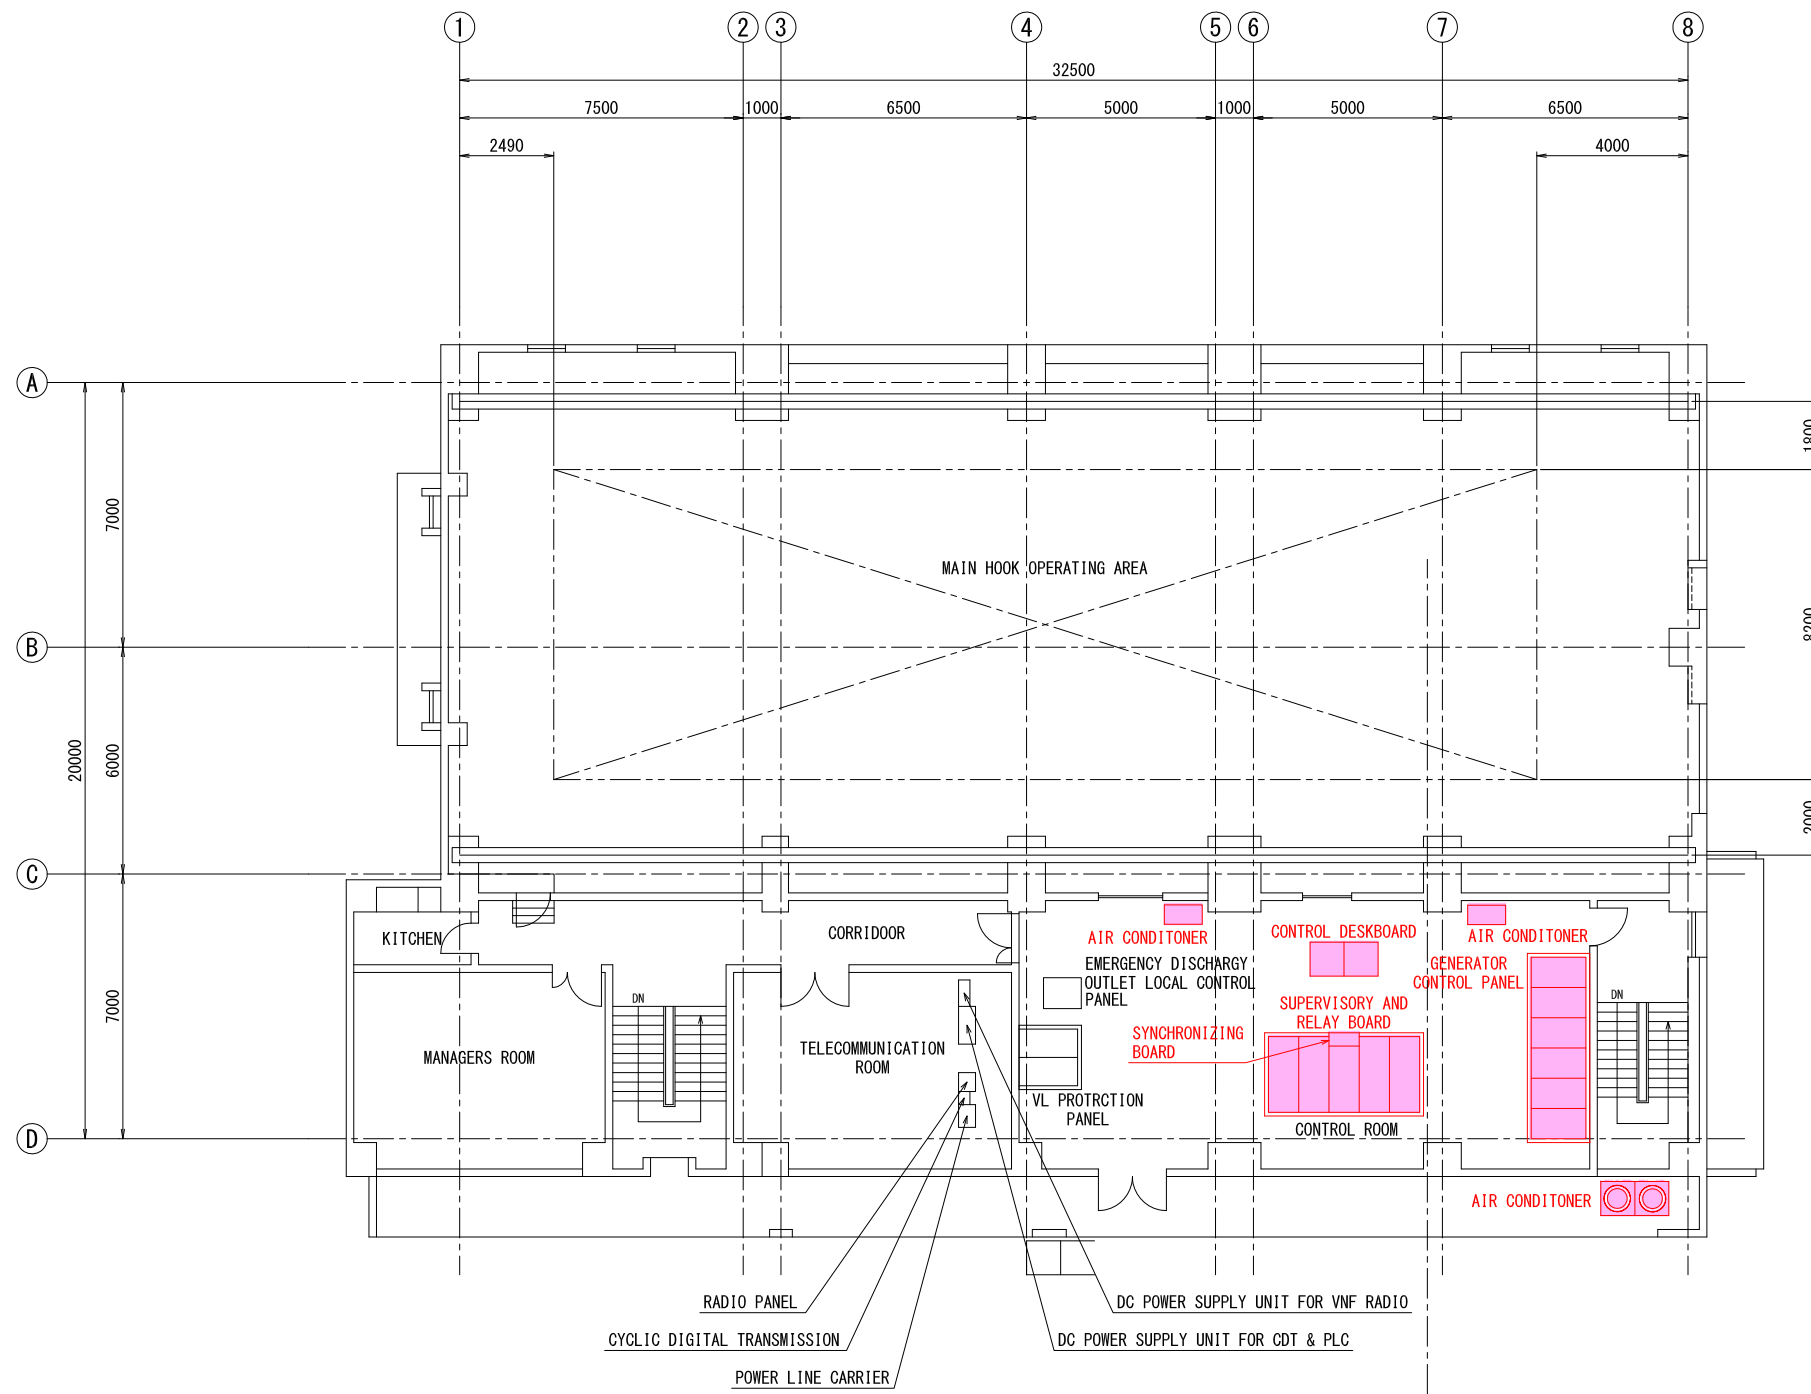 1 2 3 4 5 6 7 8
32500
7500 1000 6500 5000 1000 5000 6500
2490 4000
A
1800
7000
MAIN HOOK OPERATING AREA
8200
B
20000
6000
2000
C
KITCHEN
CORRIDOOR
AIR CONDITONER
CONTROL DESKBOARD
AIR CONDITONER
EMERGENCY DISCHARGY
OUTLET LOCAL CONTROL
PANEL
GENERATOR
CONTROL PANEL
7000
DN
DN
SUPERVISORY AND
RELAY BOARD
SYNCHRONIZING
BOARD
MANAGERS ROOM
TELECOMMUNICATION
ROOM
VL PROTRCTION
PANEL
CONTROL ROOM
D
AIR CONDITONER
RADIO PANEL
DC POWER SUPPLY UNIT FOR VNF RADIO
CYCLIC DIGITAL TRANSMISSION
DC POWER SUPPLY UNIT FOR CDT & PLC
POWER LINE CARRIER